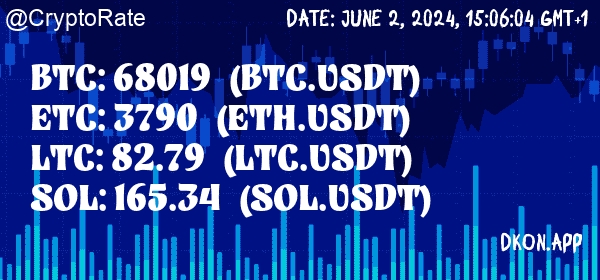 @CryptoRate
DATE: JUNE 2, 2024, 15:06:04 GMT+1
BTC: 68019 (BTC.USDT)
ETC: 3790 (ETH.USDT)
LTC: 82.79 (LTC.USDT)
SOL: 165.34 (SOL.USDT)
DKON.APP